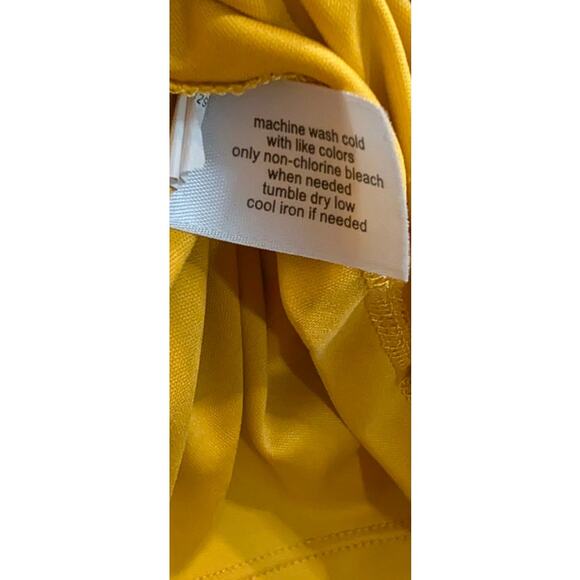 machine wash cold
with like colors
only non-chlorine bleach
when needed
tumble dry low
cool iron if needed